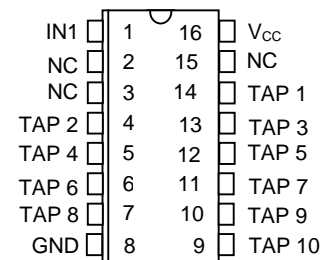 IN1 1 16 Vcc
NC 2 15 NC
NC 3 14 TAP 1
TAP 2 4 13 TAP 3
TAP 4 5 12 TAP 5
TAP 6 6 11 TAP 7
TAP 8 7 10 TAP 9
GND 8 9 TAP 10